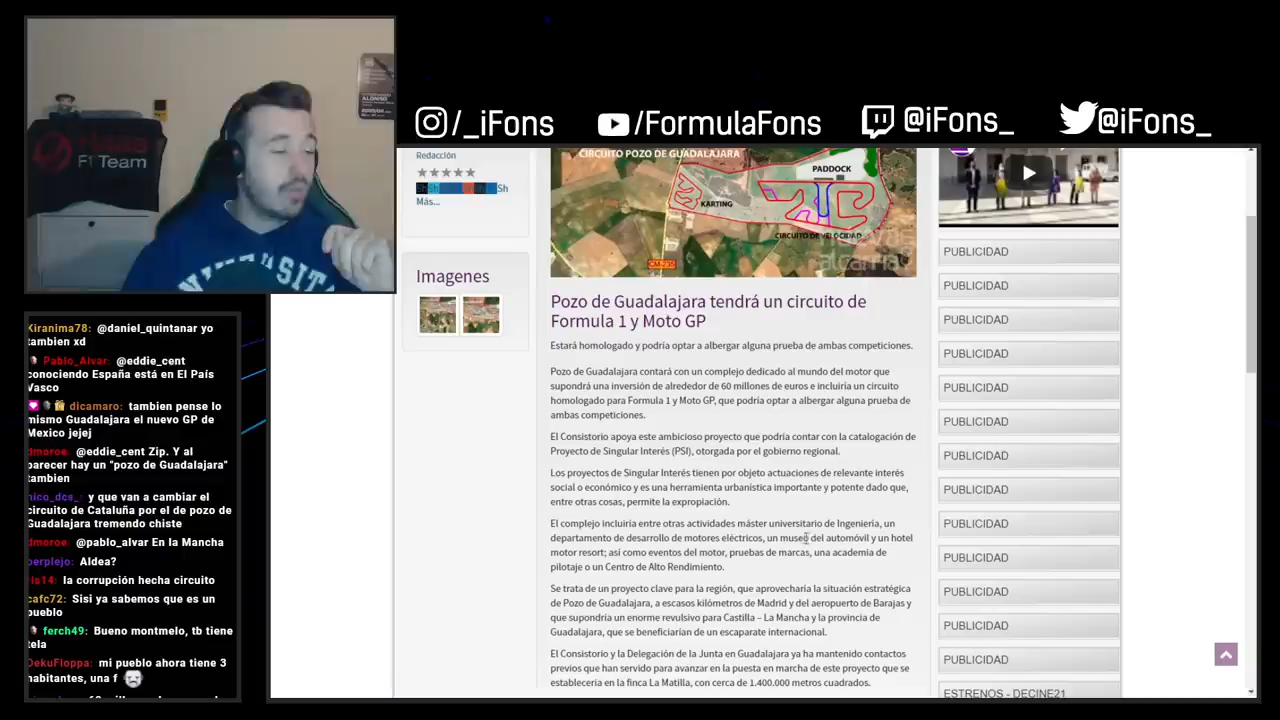 ALONSO
Haas
F1 Team
/_iFons
/FormulaFons
@iFons_
@iFons_
Redacción
Sh
Más...
Imagenes
CIRCUITO POZO DE GUADALAJARA
PADDOCK
KARTING
CIRCUITO DE VELOCIDAD
CM-236
alcarria
Pozo de Guadalajara tendrá un circuito de
Formula 1 y Moto GP
Estará homologado y podría optar a albergar alguna prueba de ambas competiciones.
Pozo de Guadalajara contará con un complejo dedicado al mundo del motor que
supondrá una inversión de alrededor de 60 millones de euros e incluiría un circuito
homologado para Formula 1 y Moto GP, que podría optar a albergar alguna prueba de
ambas competiciones.
El Consistorio apoya este ambicioso proyecto que podría contar con la catalogación de
Proyecto de Singular Interés (PSI), otorgada por el gobierno regional.
Los proyectos de Singular Interés tienen por objeto actuaciones de relevante interés
social o económico y es una herramienta urbanística importante y potente dado que,
entre otras cosas, permite la expropiación.
El complejo incluiría entre otras actividades máster universitario de Ingeniería, un
departamento de desarrollo de motores eléctricos, un museo del automóvil y un hotel
motor resort; así como eventos del motor, pruebas de marcas, una academia de
pilotaje o un Centro de Alto Rendimiento.
Se trata de un proyecto clave para la región, que aprovecharía la situación estratégica
de Pozo de Guadalajara, a escasos kilómetros de Madrid y del aeropuerto de Barajas y
que supondría un enorme revulsivo para Castilla – La Mancha y la provincia de
Guadalajara, que se beneficiarían de un escaparate internacional.
El Consistorio y la Delegación de la Junta en Guadalajara ya ha mantenido contactos
previos que han servido para avanzar en la puesta en marcha de este proyecto que se
establecería en la finca La Matilla, con cerca de 1.400.000 metros cuadrados.
PUBLICIDAD
PUBLICIDAD
PUBLICIDAD
PUBLICIDAD
PUBLICIDAD
PUBLICIDAD
PUBLICIDAD
PUBLICIDAD
PUBLICIDAD
PUBLICIDAD
PUBLICIDAD
PUBLICIDAD
PUBLICIDAD
ESTRENOS - DECINE21
Kiranima78: @daniel_quintanar yo
tambien xd
Pablo_Alvar: @eddie_cent
conociendo España está en El País
Vasco
dicamaro: tambien pense lo
mismo Guadalajara el nuevo GP de
Mexico jejej
dmoroe: @eddie_cent Zip. Y al
parecer hay un "pozo de Guadalajara"
tambien
y que van a cambiar el
circuito de Cataluña por el de pozo de
Guadalajara tremendo chiste
dmoroe: @pablo_alvar En la Mancha
perplejo: Aldea?
la corrupción hecha circuito
cafc72: Sisi ya sabemos que es un
pueblo
ferch49: Bueno montmelo, tb tiene
tela
DekuFloppa: mi pueblo ahora tiene 3
habitantes, una f